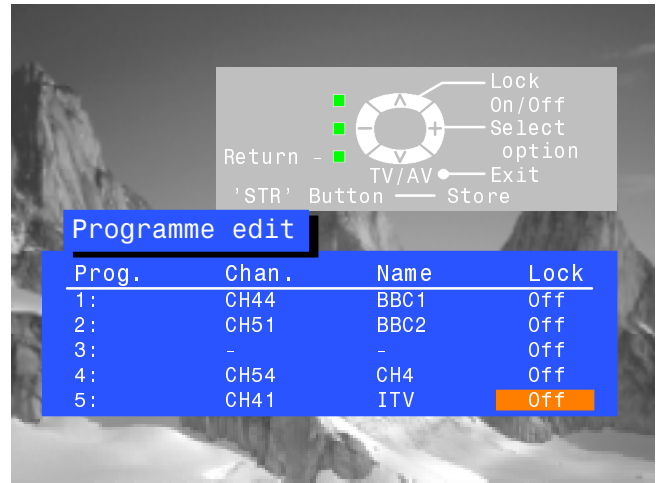 Lock
On/Off
Select
option
Return -
TV/AV Exit
'STR' Button — Store
Programme edit
Prog. Chan. Name Lock
1: CH44 BBC1 Off
2: CH51 BBC2 Off
3: - - Off
4: CH54 CH4 Off
5: CH41 ITV Off